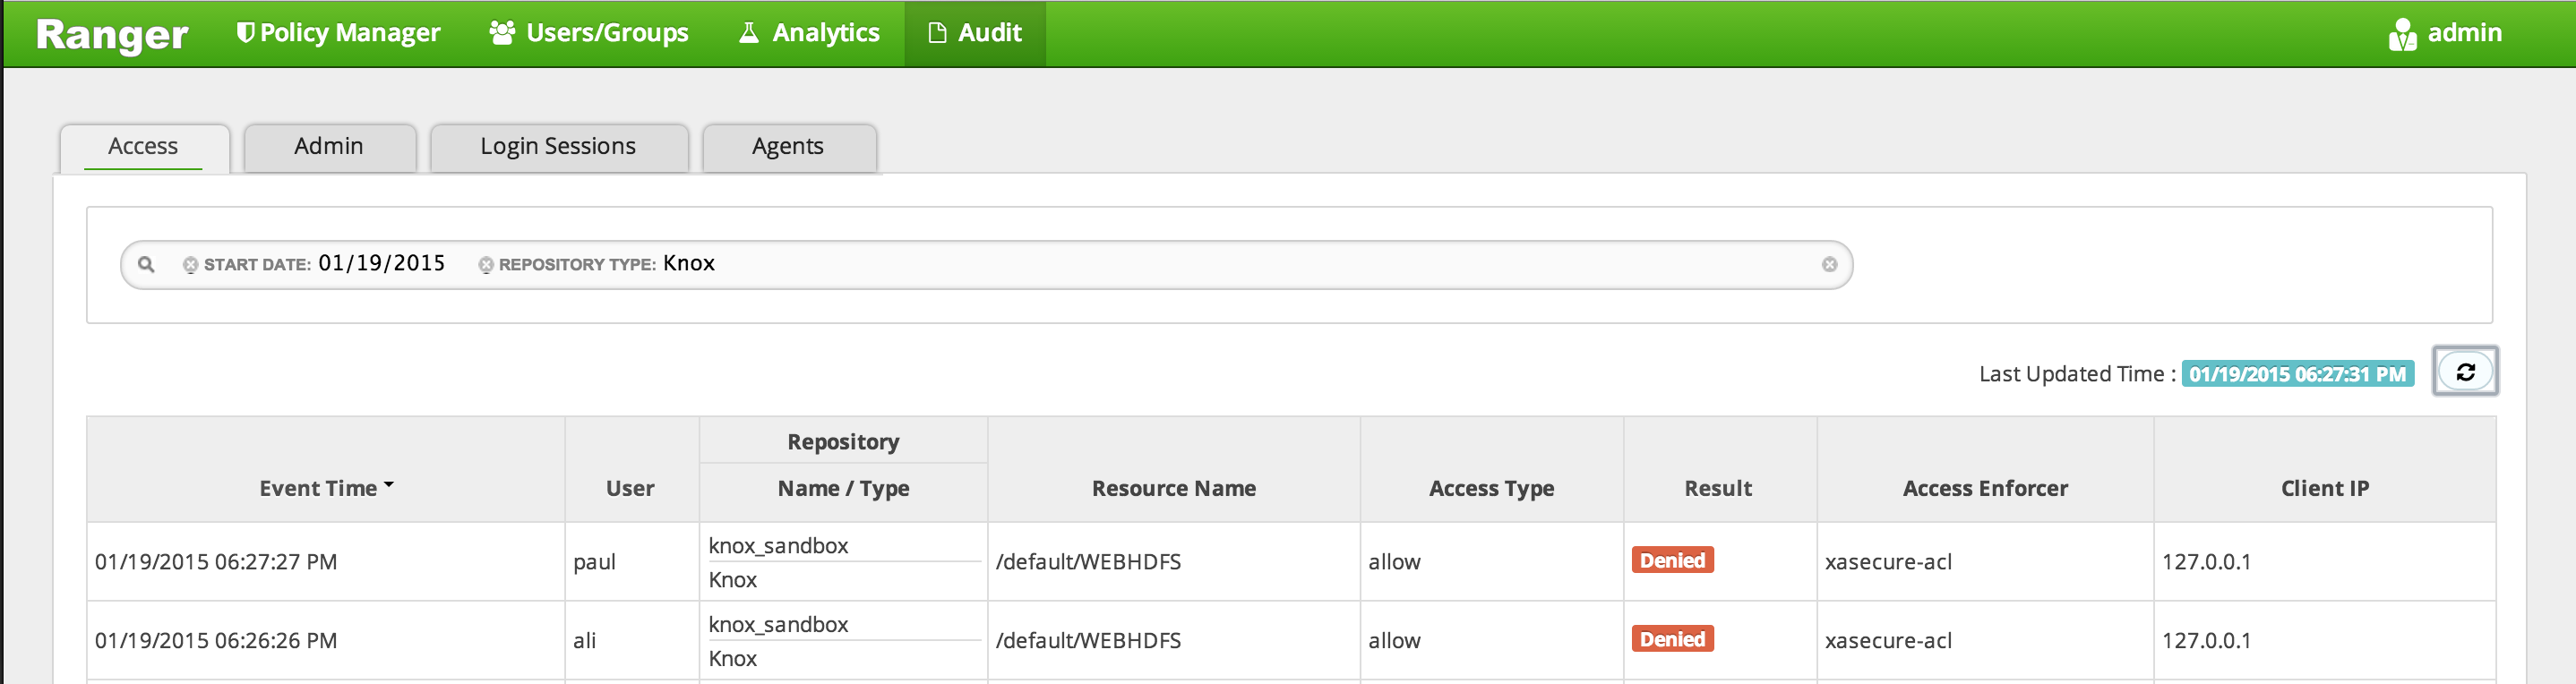 Ranger Policy Manager Users/Groups Analytics Audit admin
Access Admin Login Sessions Agents
START DATE: 01/19/2015 REPOSITORY TYPE: Knox
Last Updated Time : 01/19/2015 06:27:31 PM
Repository
Event Time User Name / Type Resource Name Access Type Result Access Enforcer Client IP
01/19/2015 06:27:27 PM paul knox_sandbox /default/WEBHDFS allow Denied xasecure-acl 127.0.0.1
Knox
01/19/2015 06:26:26 PM ali knox_sandbox /default/WEBHDFS allow Denied xasecure-acl 127.0.0.1
Knox